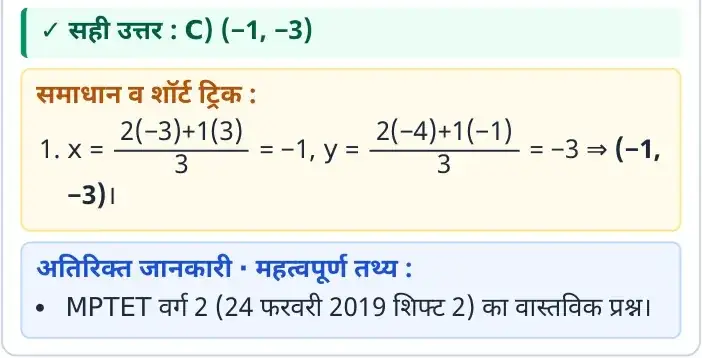 ✓ सही उत्तर : C) (−1, −3)
समाधान व शॉर्ट ट्रिक :
1. x = 2(−3)+1(3)/3 = −1, y = 2(−4)+1(−1)/3 = −3 ⇒ (−1,
−3)।
अतिरिक्त जानकारी · महत्वपूर्ण तथ्य :
• MPTET वर्ग 2 (24 फरवरी 2019 शिफ्ट 2) का वास्तविक प्रश्न।